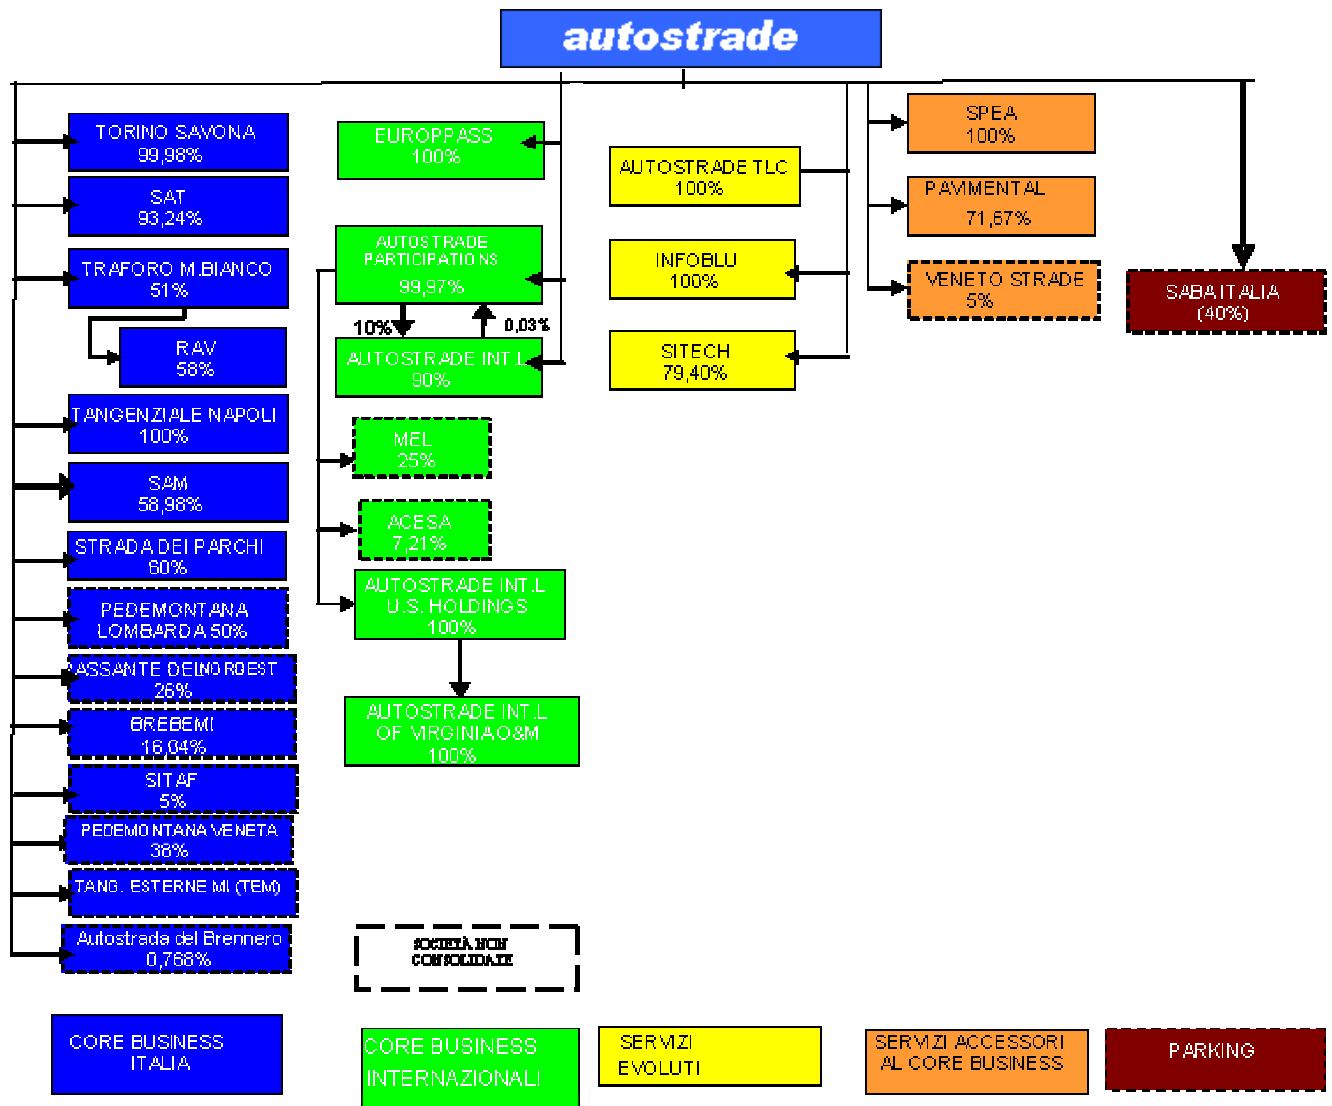 autostrade
TORINO SAVONA
99,98%
SAT
93,24%
TRAFORO M.BIANCO
51%
RAV
58%
TANGENZIALE NAPOLI
100%
SAM
58,98%
STRADA DEI PARCHI
60%
PEDEMONTANA
LOMBARDA 50%
ASSANTE DEL NORDEST
26%
BREBEMI
16,04%
SITAF
5%
PEDEMONTANA VENETA
38%
TANG. ESTERNE MI (TEM)
Autostrada del Brennero
0,768%
EUROPPASS
100%
AUTOSTRADE
PARTICIPATIONS
99,97%
10%
0,03%
AUTOSTRADE INT.L
90%
MEL
25%
ACESA
7,21%
AUTOSTRADE INT.L
U.S. HOLDINGS
100%
AUTOSTRADE INT.L
OF VIRGINIA O&M
100%
AUTOSTRADE TLC
100%
INFOBLU
100%
SITECH
79,40%
SPEA
100%
PAVIMENTAL
71,67%
VENETO STRADE
5%
SABA ITALIA
(40%)
SOCIETÀ NON
CONSOLIDATE
CORE BUSINESS
ITALIA
CORE BUSINESS
INTERNAZIONALI
SERVIZI
EVOLUTI
SERVIZI ACCESSORI
AL CORE BUSINESS
PARKING